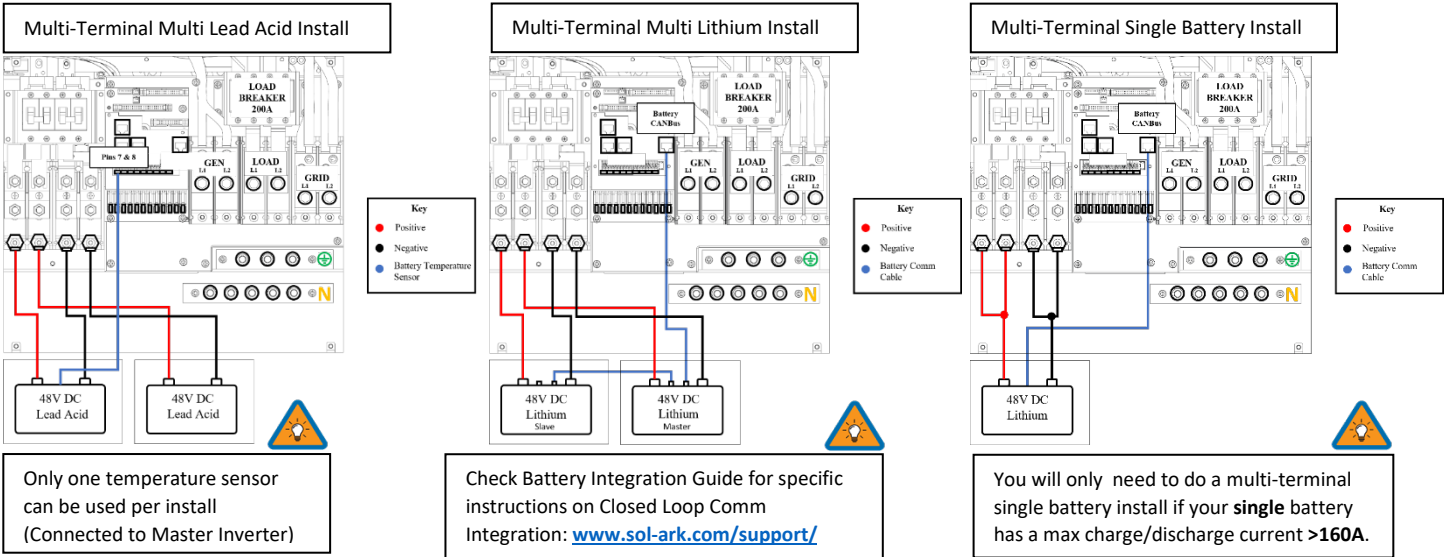 Multi-Terminal Multi Lead Acid Install
LOAD
BREAKER
200A
Pins 7 & 8
GEN
L1 L2
LOAD
L1 L2
GRID
L1 L2
N
48V DC
Lead Acid
48V DC
Lead Acid
Key
Positive
Negative
Battery Temperature
Sensor
Only one temperature sensor
can be used per install
(Connected to Master Inverter)
Multi-Terminal Multi Lithium Install
LOAD
BREAKER
200A
Battery
CANBus
GEN
L1 L2
LOAD
L1 L2
GRID
L1 L2
N
48V DC
Lithium
Slave
48V DC
Lithium
Master
Key
Positive
Negative
Battery Comm
Cable
Check Battery Integration Guide for specific
instructions on Closed Loop Comm
Integration: www.sol-ark.com/support/
Multi-Terminal Single Battery Install
LOAD
BREAKER
200A
Battery
CANBus
GEN
L1 L2
LOAD
L1 L2
GRID
L1 L2
N
48V DC
Lithium
Key
Positive
Negative
Battery Comm
Cable
You will only need to do a multi-terminal
single battery install if your single battery
has a max charge/discharge current >160A.